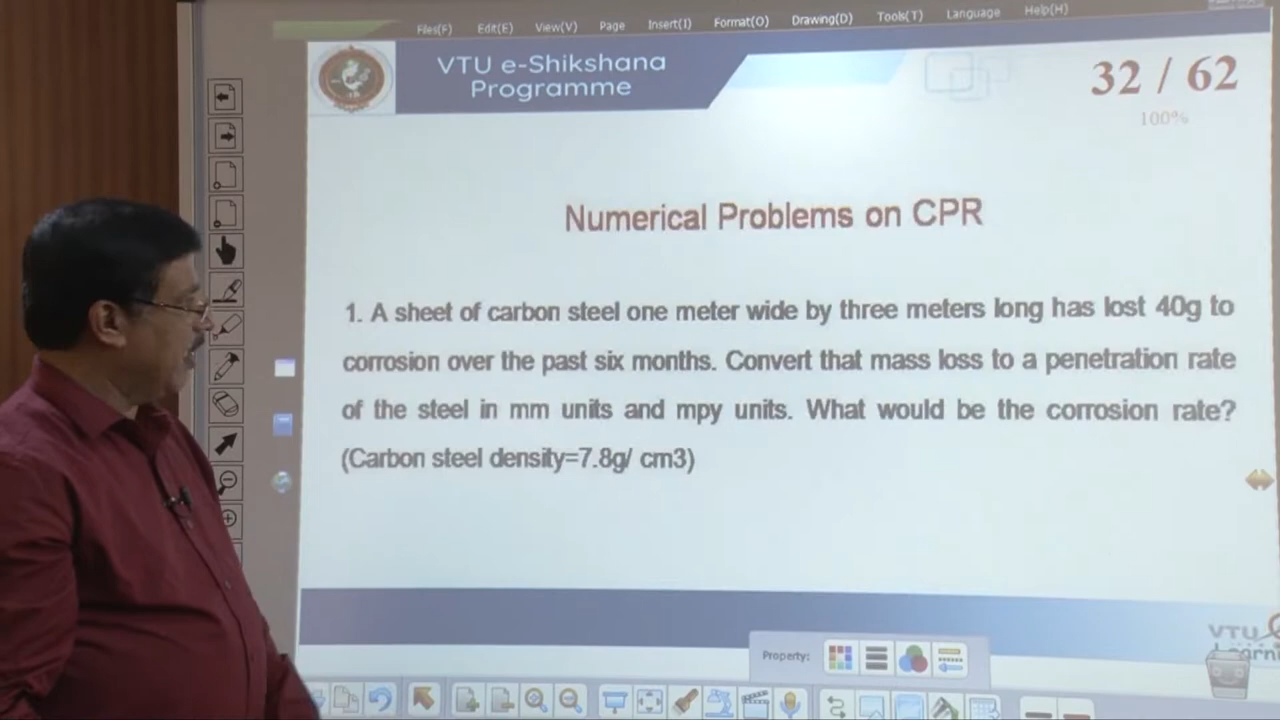 Files(F) Edit(E) View(V) Page Insert(I) Format(O) Drawing(D) Tools(T) Language Help(H)
VTU e-Shikshana
Programme
32 / 62
100%
Numerical Problems on CPR
1. A sheet of carbon steel one meter wide by three meters long has lost 40g to
corrosion over the past six months. Convert that mass loss to a penetration rate
of the steel in mm units and mpy units. What would be the corrosion rate?
(Carbon steel density=7.8g/ cm3)
VTU
Property: